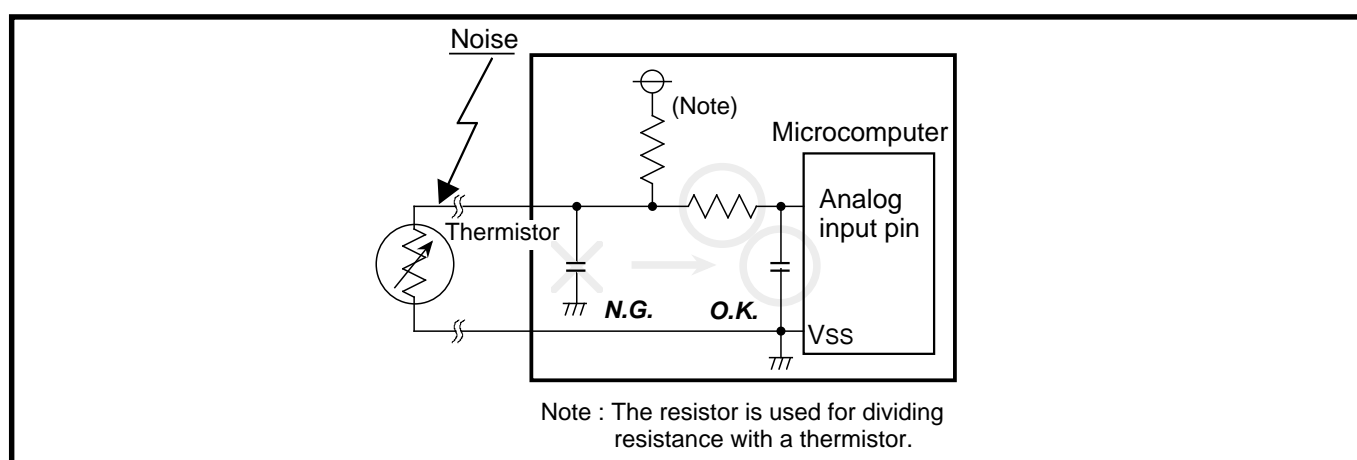 Noise
(Note)
Microcomputer
Analog
input pin
Thermistor
N.G.
O.K.
VSS
Note : The resistor is used for dividing
resistance with a thermistor.